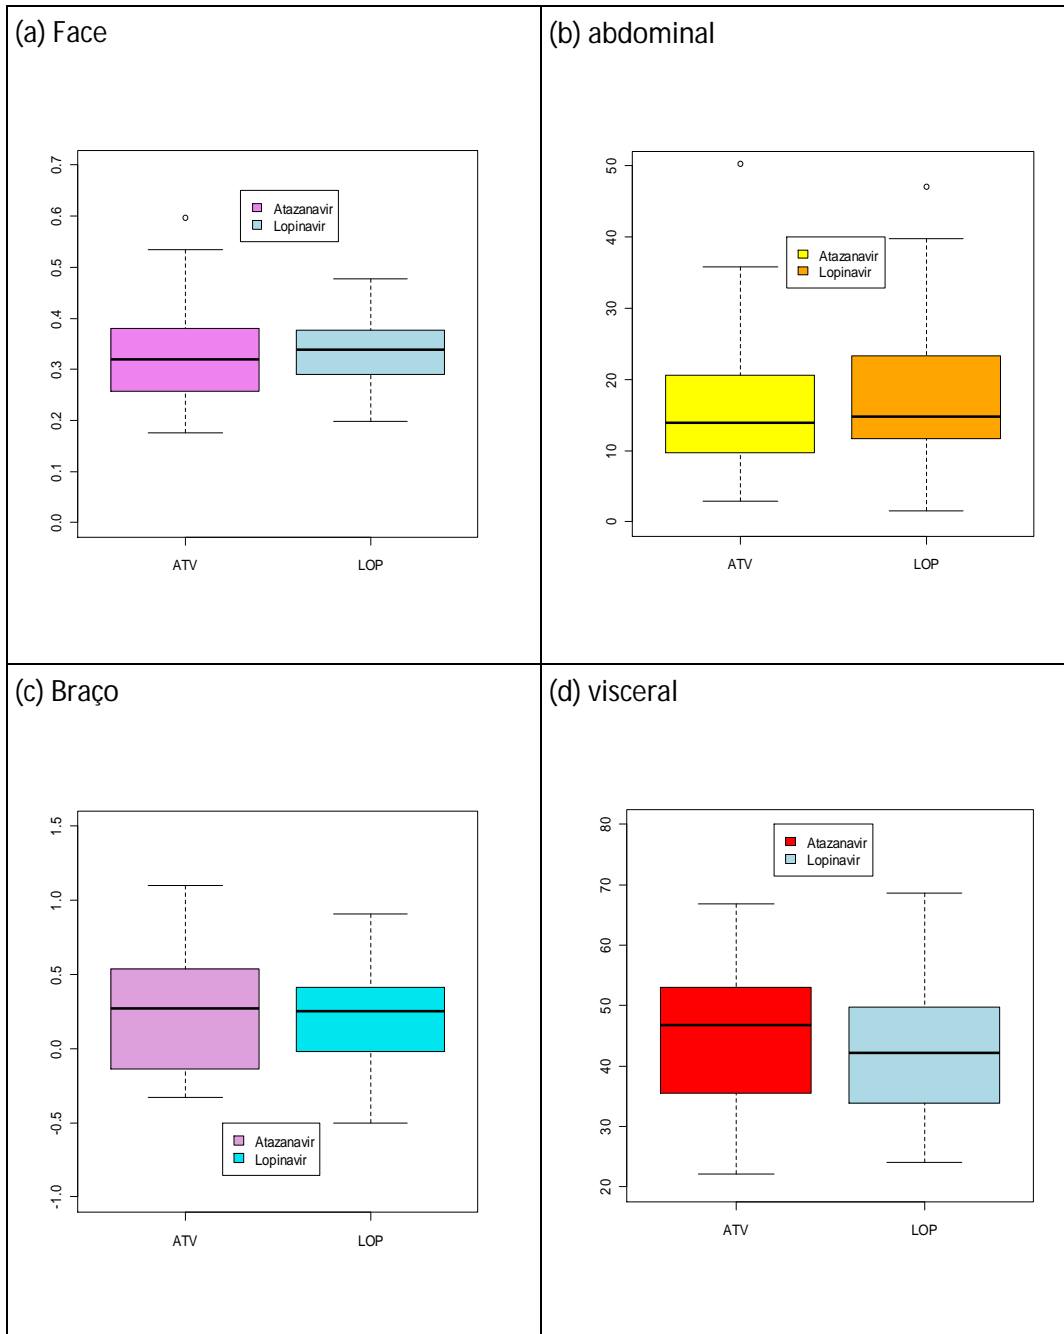 (a) Face
0.7
0.6
0.5
0.4
0.3
0.2
0.1
0.0
Atazanavir
Lopinavir
ATV LOP
(b) abdominal
50
40
30
20
10
0
Atazanavir
Lopinavir
ATV LOP
(c) Braço
1.5
1.0
0.5
0.0
-0.5
-1.0
Atazanavir
Lopinavir
ATV LOP
(d) visceral
80
70
60
50
40
30
20
Atazanavir
Lopinavir
ATV LOP